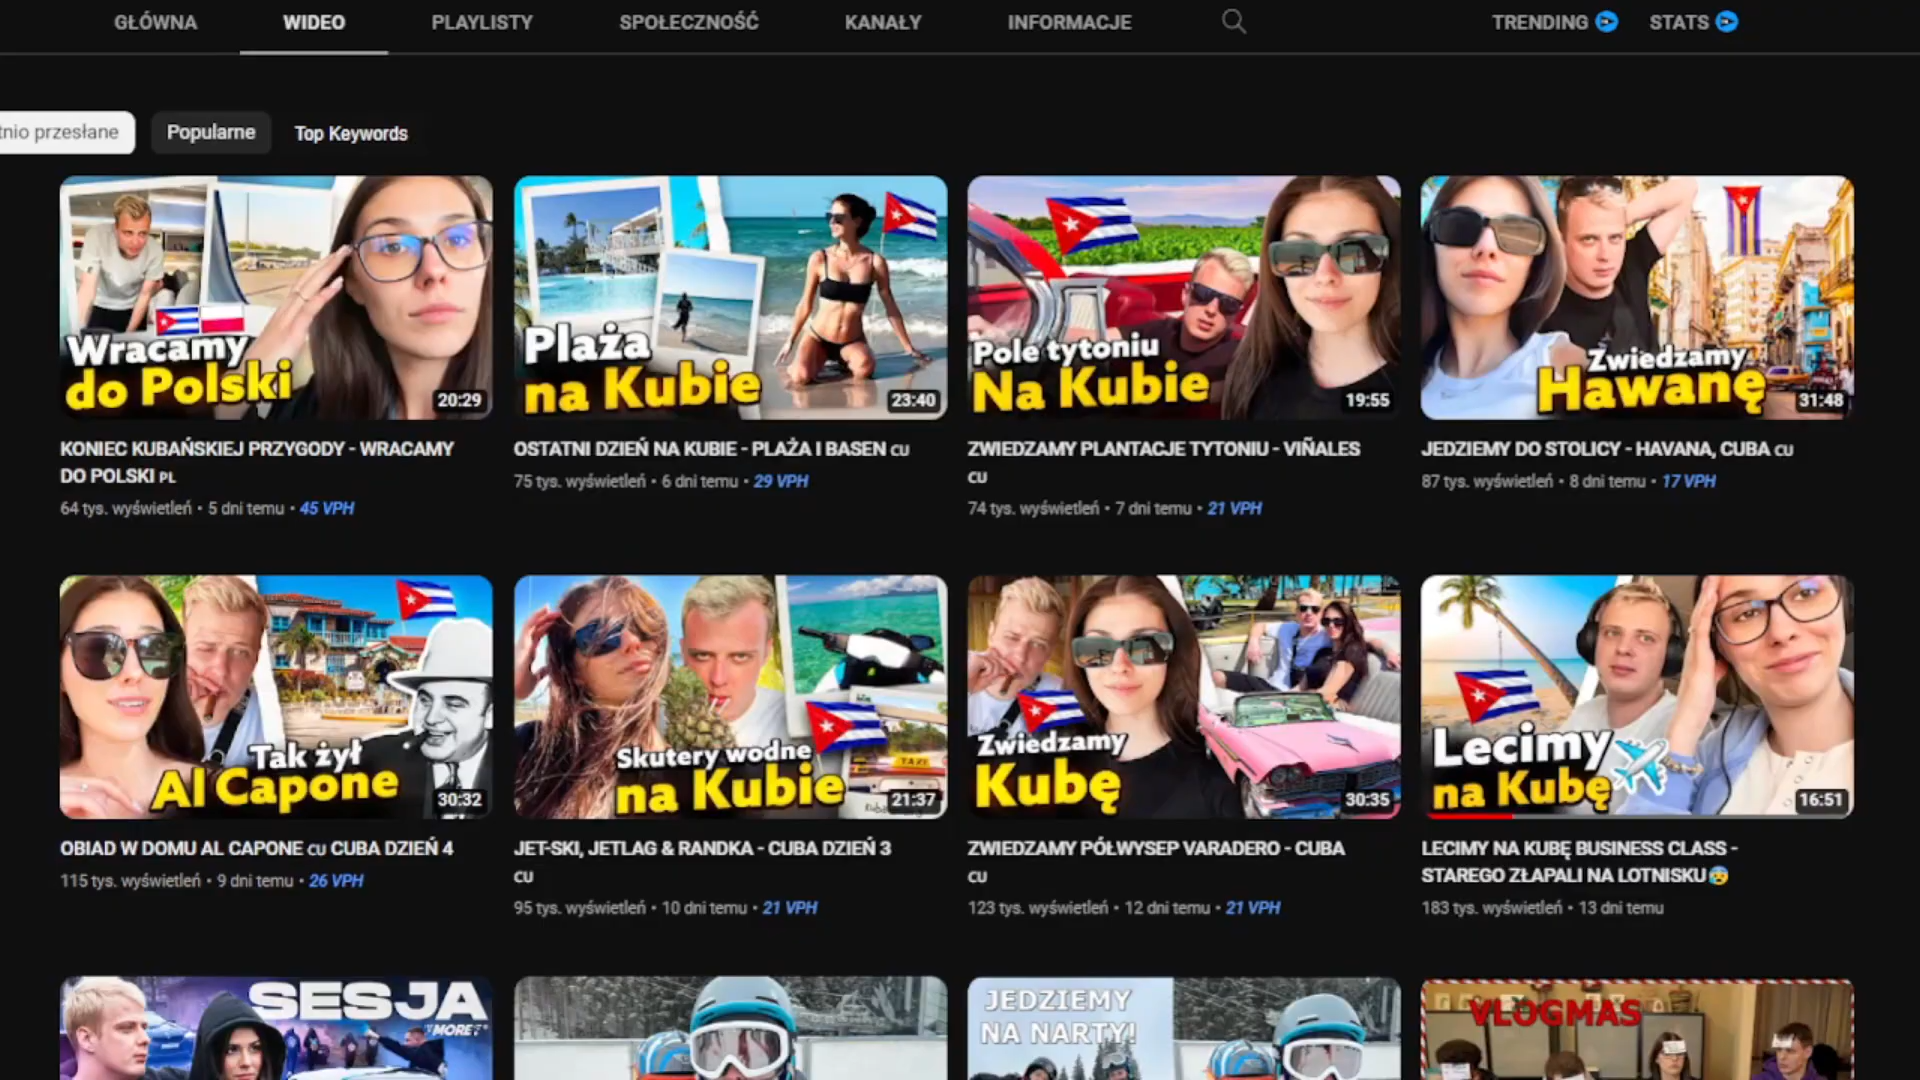 GŁÓWNA WIDEO PLAYLISTY SPOŁECZNOŚĆ KANAŁY INFORMACJE TRENDING STATS
tnio przesłane Popularne Top Keywords
Wracamy
do Polski
20:29
Plaża
na Kubie
23:40
Pole tytoniu
Na Kubie
19:55
Zwiedzamy
Hawanę
31:48
KONIEC KUBAŃSKIEJ PRZYGODY - WRACAMY
DO POLSKI PL
64 tys. wyświetleń • 5 dni temu • 45 VPH
OSTATNI DZIEŃ NA KUBIE - PLAŻA I BASEN CU
75 tys. wyświetleń • 6 dni temu • 29 VPH
ZWIEDZAMY PLANTACJE TYTONIU - VIÑALES
CU
74 tys. wyświetleń • 7 dni temu • 21 VPH
JEDZIEMY DO STOLICY - HAVANA, CUBA CU
87 tys. wyświetleń • 8 dni temu • 17 VPH
Tak żył
Al Capone
30:32
Skutery wodne
na Kubie
TAXI
21:37
Zwiedzamy
Kubę
30:35
Lecimy
na Kubę
16:51
OBIAD W DOMU AL CAPONE CU CUBA DZIEŃ 4
115 tys. wyświetleń • 9 dni temu • 26 VPH
JET-SKI, JETLAG & RANDKA - CUBA DZIEŃ 3
CU
95 tys. wyświetleń • 10 dni temu • 21 VPH
ZWIEDZAMY PÓŁWYSEP VARADERO - CUBA
CU
123 tys. wyświetleń • 12 dni temu • 21 VPH
LECIMY NA KUBĘ BUSINESS CLASS -
STAREGO ZŁAPALI NA LOTNISKU😰
183 tys. wyświetleń • 13 dni temu
SESJA
JEDZIEMY
NA NARTY!
VLOGMAS